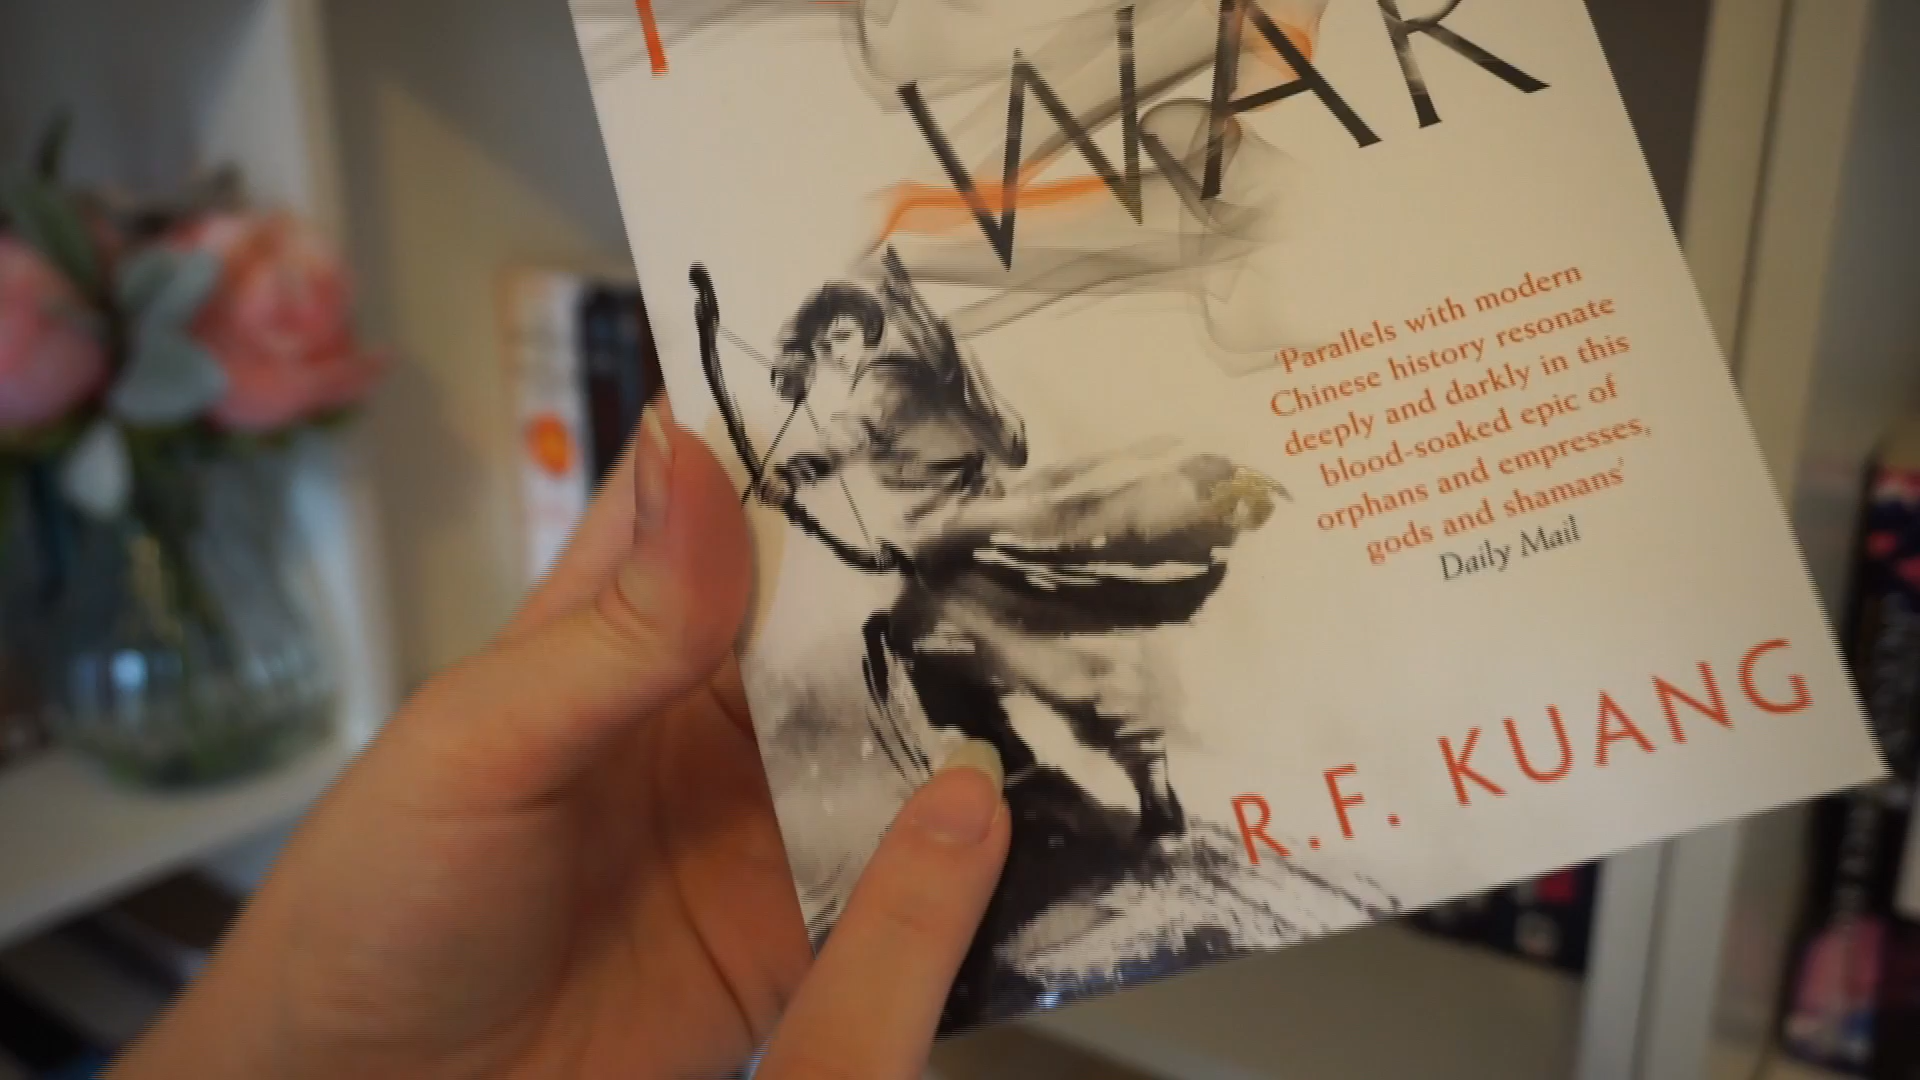 WAR
'Parallels with modern
Chinese history resonate
deeply and darkly in this
blood-soaked epic of
orphans and empresses,
gods and shamans'
Daily Mail
R.F. KUANG